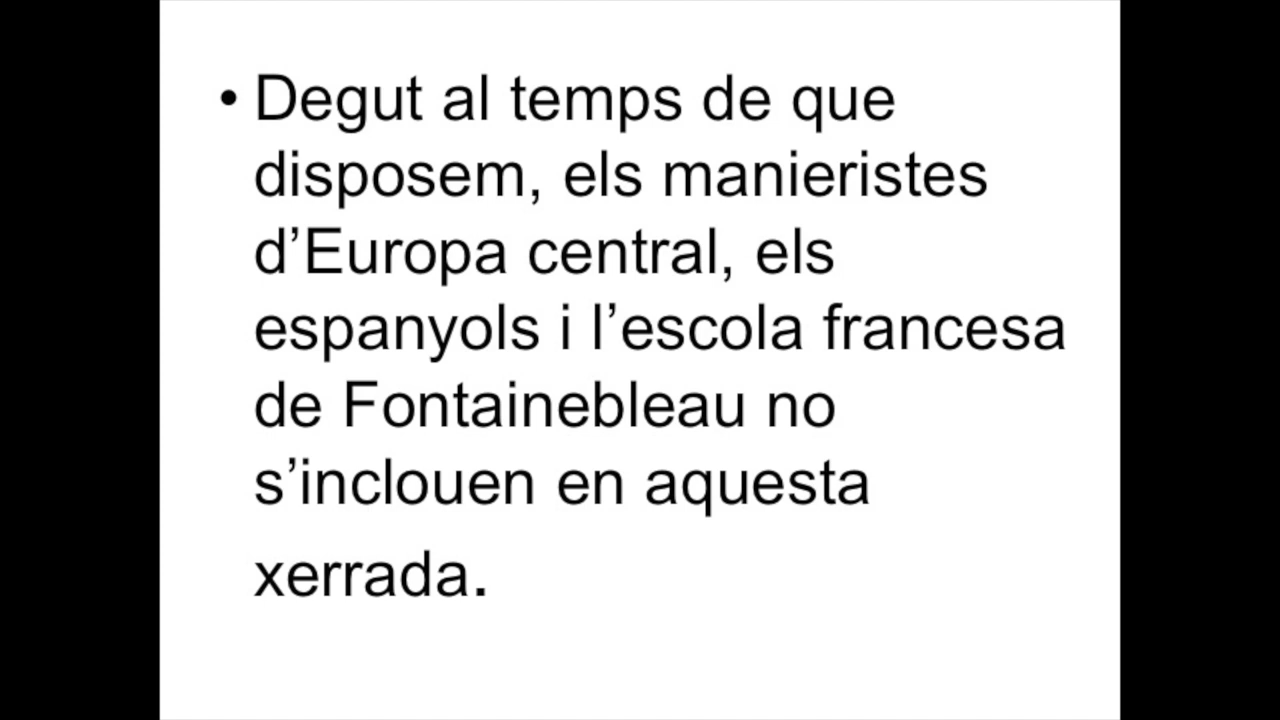 • Degut al temps de que
disposem, els manieristes
d’Europa central, els
espanyols i l’escola francesa
de Fontainebleau no
s’inclouen en aquesta
xerrada.